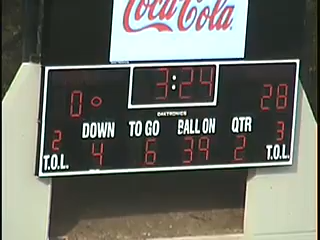 Coca-Cola
3:24
DAKTRONICS
0 28
DOWN TO GO BALL ON QTR
2 3
T.O.L. 4 6 39 2 T.O.L.